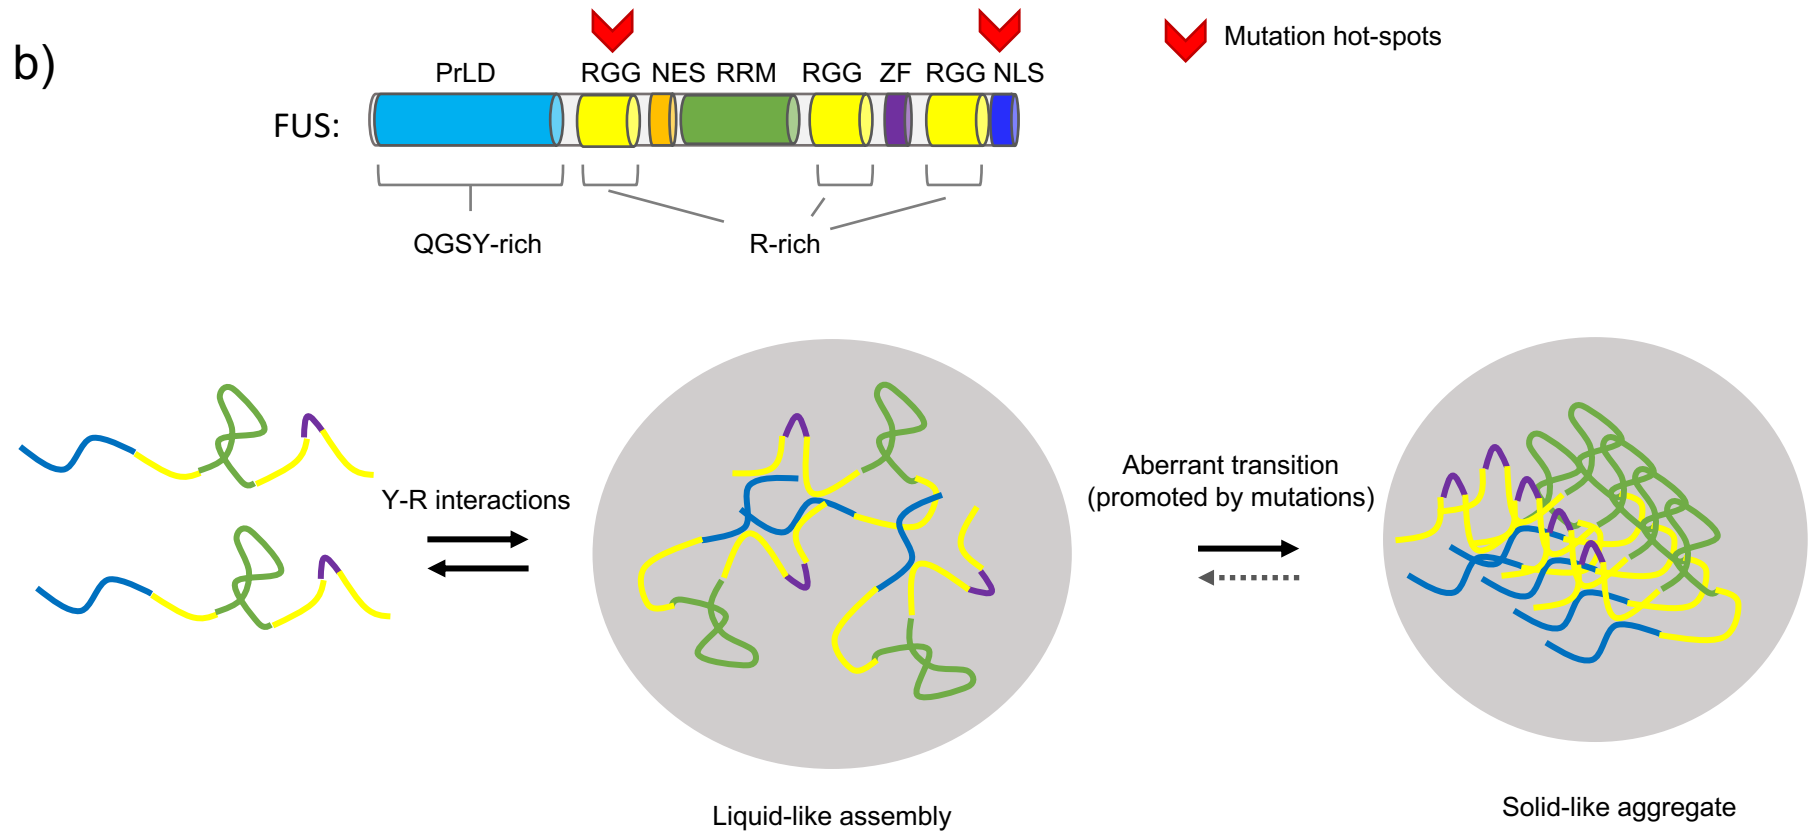 b)
Mutation hot-spots
PrLD RGG NES RRM RGG ZF RGG NLS
FUS:
QGSY-rich R-rich
Y-R interactions
Aberrant transition
(promoted by mutations)
Liquid-like assembly
Solid-like aggregate